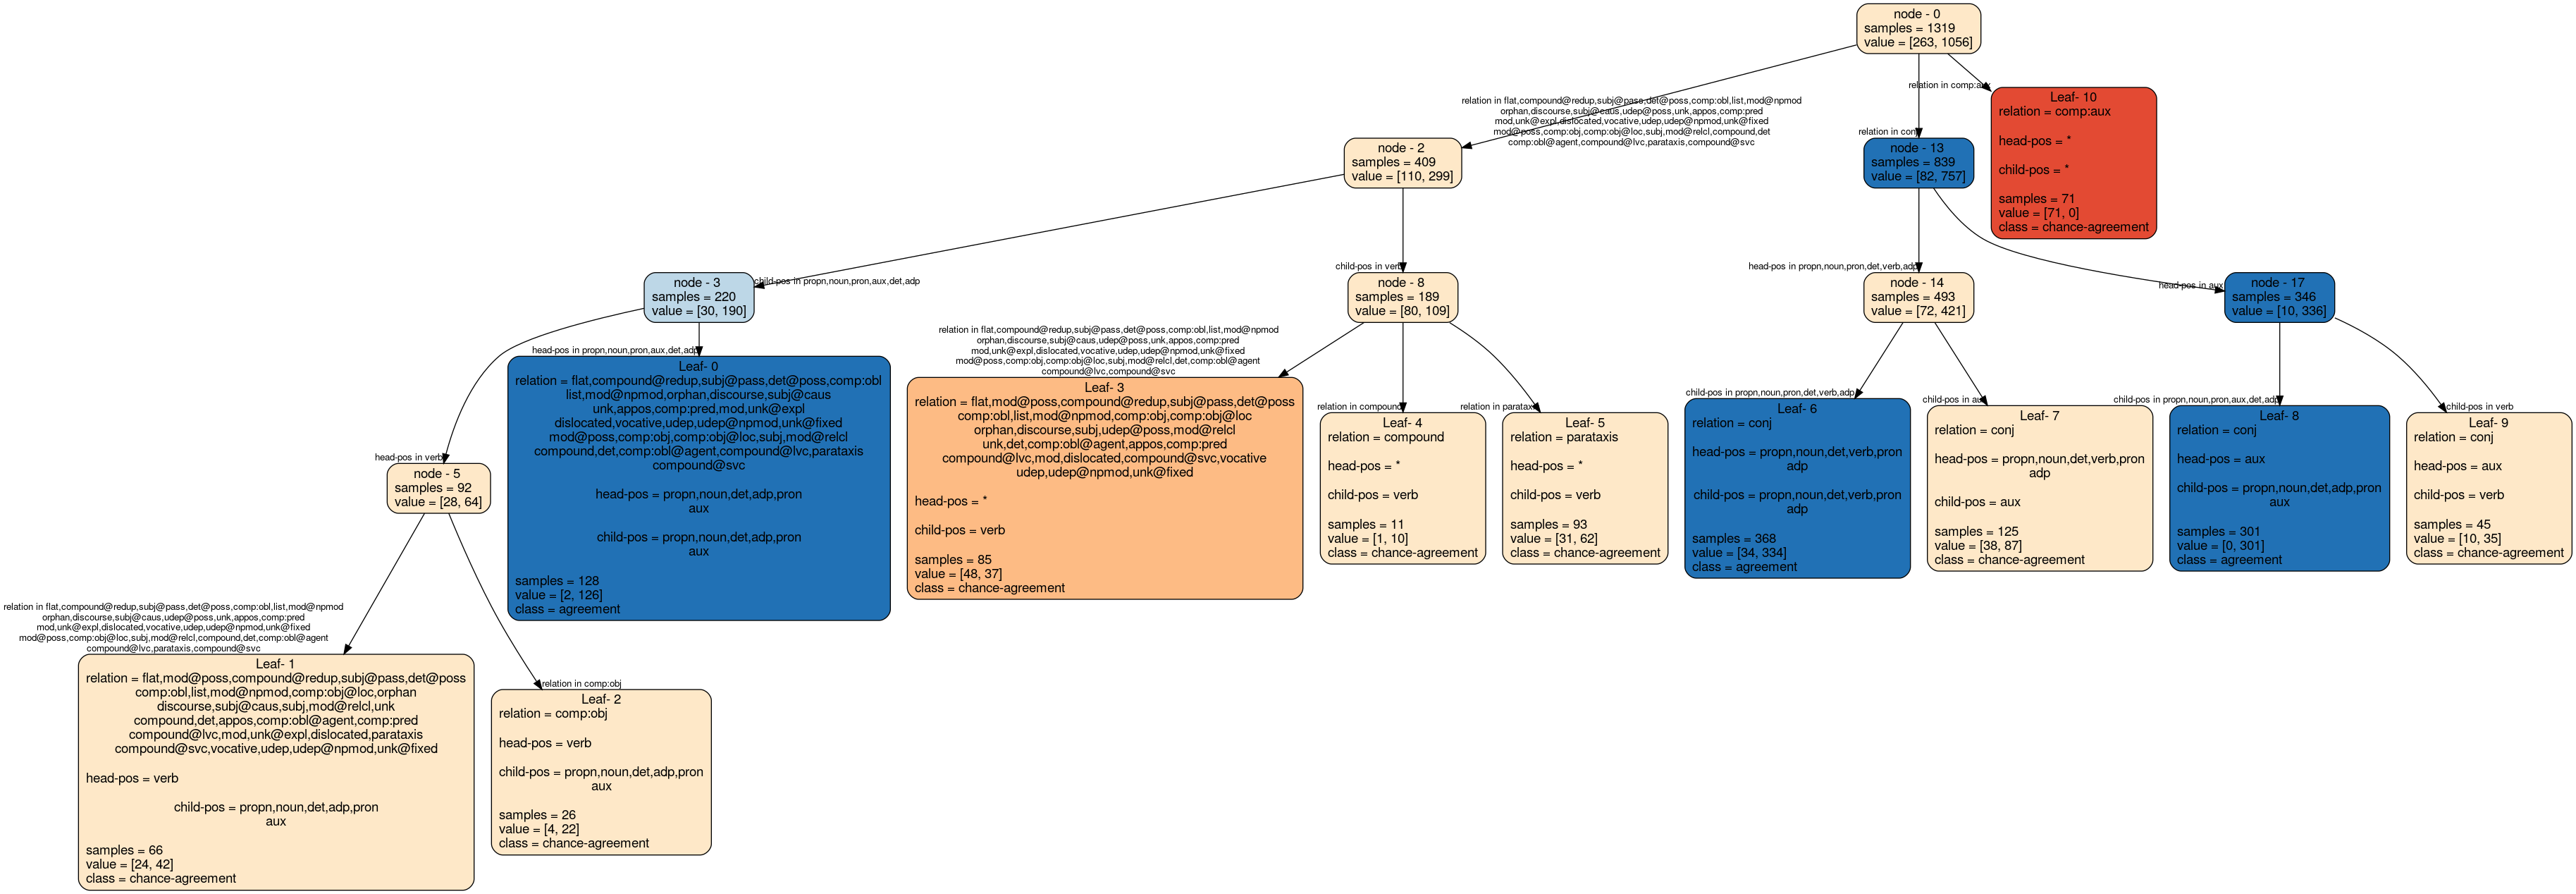 node - 0
samples = 1319
value = [263, 1056]
relation in comp:aux
Leaf- 10
relation = comp:aux
head-pos = *
child-pos = *
samples = 71
value = [71, 0]
class = chance-agreement
relation in flat,compound@redup,subj@pass,det@poss,comp:obl,list,mod@npmod
orphan,discourse,subj@caus,udep@poss,unk,appos,comp:pred
mod,unk@expl,dislocated,vocative,udep,udep@npmod,unk@fixed
mod@poss,comp:obj,comp:obj@loc,subj,mod@relcl,compound,det
comp:obl@agent,compound@lvc,parataxis,compound@svc
node - 2
samples = 409
value = [110, 299]
relation in conj
node - 13
samples = 839
value = [82, 757]
child-pos in propn,noun,pron,aux,det,adp
node - 3
samples = 220
value = [30, 190]
child-pos in verb
node - 8
samples = 189
value = [80, 109]
head-pos in propn,noun,pron,det,verb,adp
node - 14
samples = 493
value = [72, 421]
head-pos in aux
node - 17
samples = 346
value = [10, 336]
head-pos in verb
node - 5
samples = 92
value = [28, 64]
head-pos in propn,noun,pron,aux,det,adp
Leaf- 0
relation = flat,compound@redup,subj@pass,det@poss,comp:obl
list,mod@npmod,orphan,discourse,subj@caus
unk,appos,comp:pred,mod,unk@expl
dislocated,vocative,udep,udep@npmod,unk@fixed
mod@poss,comp:obj,comp:obj@loc,subj,mod@relcl
compound,det,comp:obl@agent,compound@lvc,parataxis
compound@svc
head-pos = propn,noun,det,adp,pron
aux
child-pos = propn,noun,det,adp,pron
aux
samples = 128
value = [2, 126]
class = agreement
relation in flat,compound@redup,subj@pass,det@poss,comp:obl,list,mod@npmod
orphan,discourse,subj@caus,udep@poss,unk,appos,comp:pred
mod,unk@expl,dislocated,vocative,udep,udep@npmod,unk@fixed
mod@poss,comp:obj,comp:obj@loc,subj,mod@relcl,det,comp:obl@agent
compound@lvc,compound@svc
Leaf- 3
relation = flat,mod@poss,compound@redup,subj@pass,det@poss
comp:obl,list,mod@npmod,comp:obj,comp:obj@loc
orphan,discourse,subj,udep@poss,mod@relcl
unk,det,comp:obl@agent,appos,comp:pred
compound@lvc,mod,dislocated,compound@svc,vocative
udep,udep@npmod,unk@fixed
head-pos = *
child-pos = verb
samples = 85
value = [48, 37]
class = chance-agreement
relation in compound
Leaf- 4
relation = compound
head-pos = *
child-pos = verb
samples = 11
value = [1, 10]
class = chance-agreement
relation in parataxis
Leaf- 5
relation = parataxis
head-pos = *
child-pos = verb
samples = 93
value = [31, 62]
class = chance-agreement
child-pos in propn,noun,pron,det,verb,adp
Leaf- 6
relation = conj
head-pos = propn,noun,det,verb,pron
adp
child-pos = propn,noun,det,verb,pron
adp
samples = 368
value = [34, 334]
class = agreement
child-pos in aux
Leaf- 7
relation = conj
head-pos = propn,noun,det,verb,pron
adp
child-pos = aux
samples = 125
value = [38, 87]
class = chance-agreement
child-pos in propn,noun,pron,aux,det,adp
Leaf- 8
relation = conj
head-pos = aux
child-pos = propn,noun,det,adp,pron
aux
samples = 301
value = [0, 301]
class = agreement
child-pos in verb
Leaf- 9
relation = conj
head-pos = aux
child-pos = verb
samples = 45
value = [10, 35]
class = chance-agreement
relation in flat,compound@redup,subj@pass,det@poss,comp:obl,list,mod@npmod
orphan,discourse,subj@caus,udep@poss,unk,appos,comp:pred
mod,unk@expl,dislocated,vocative,udep,udep@npmod,unk@fixed
mod@poss,comp:obj@loc,subj,mod@relcl,compound,det,comp:obl@agent
compound@lvc,parataxis,compound@svc
Leaf- 1
relation = flat,mod@poss,compound@redup,subj@pass,det@poss
comp:obl,list,mod@npmod,comp:obj@loc,orphan
discourse,subj@caus,subj,mod@relcl,unk
compound,det,appos,comp:obl@agent,comp:pred
compound@lvc,mod,unk@expl,dislocated,parataxis
compound@svc,vocative,udep,udep@npmod,unk@fixed
head-pos = verb
child-pos = propn,noun,det,adp,pron
aux
samples = 66
value = [24, 42]
class = chance-agreement
relation in comp:obj
Leaf- 2
relation = comp:obj
head-pos = verb
child-pos = propn,noun,det,adp,pron
aux
samples = 26
value = [4, 22]
class = chance-agreement